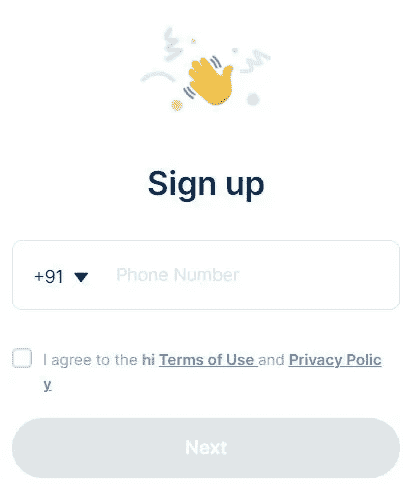 Sign up
+91 Phone Number
I agree to the hi Terms of Use and Privacy Polic
y
Next